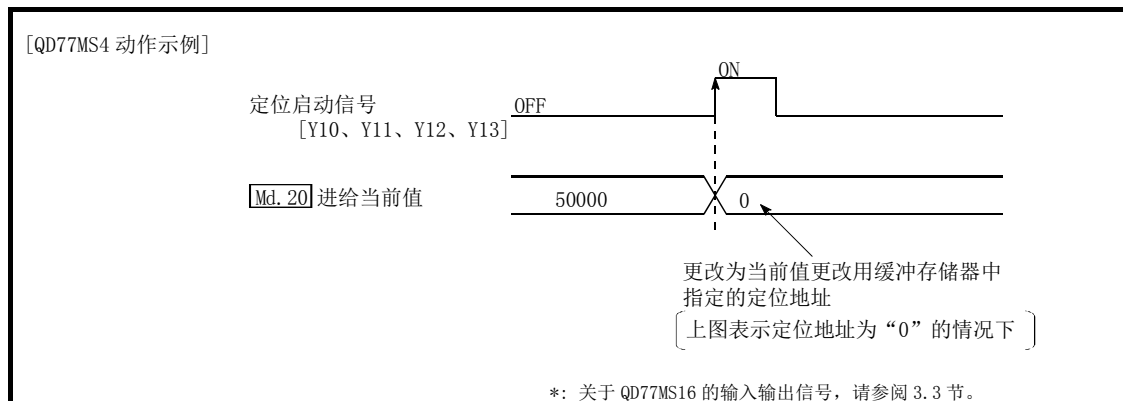 [QD77MS4 动作示例]
ON
定位启动信号
OFF
[Y10、Y11、Y12、Y13]
Md.20 进给当前值
50000
0
更改为当前值更改用缓冲存储器中
指定的定位地址
上图表示定位地址为“0”的情况下
*: 关于 QD77MS16 的输入输出信号，请参阅 3.3 节。